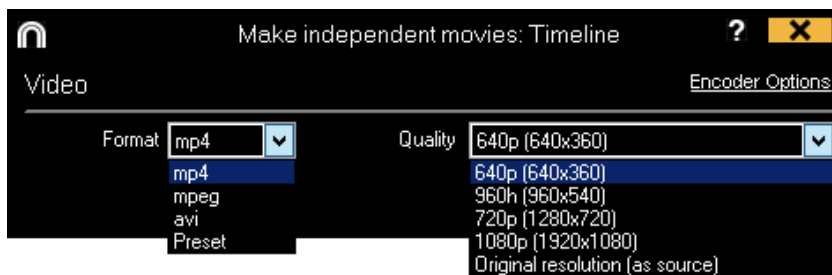 Make independent movies: Timeline ?
Video Encoder Options
Format mp4 Quality 640p (640x360)
mp4 640p (640x360)
mpeg 960h (960x540)
avi 720p (1280x720)
Preset 1080p (1920x1080)
Original resolution (as source)